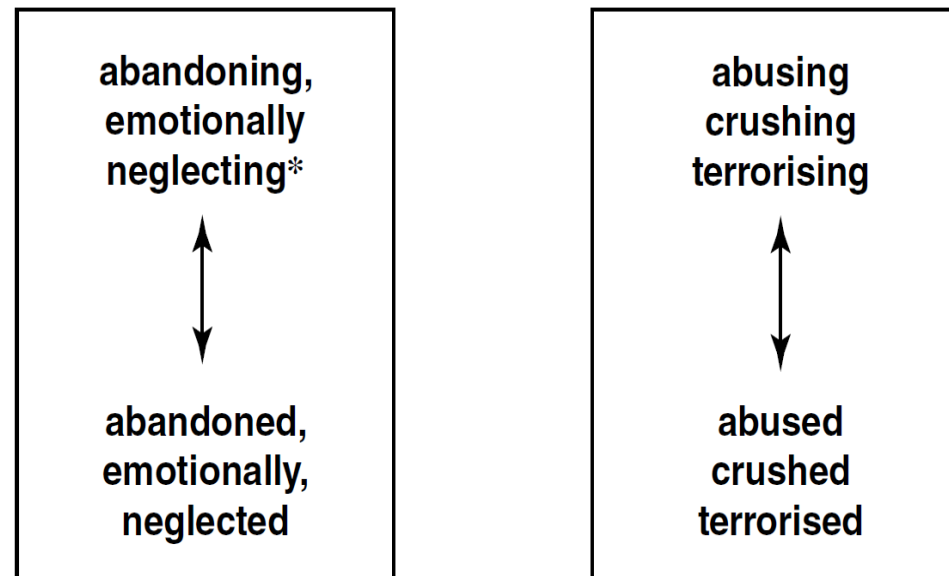 abandoning,
emotionally
neglecting*
abandoned,
emotionally,
neglected
abusing
crushing
terrorising
abused
crushed
terrorised